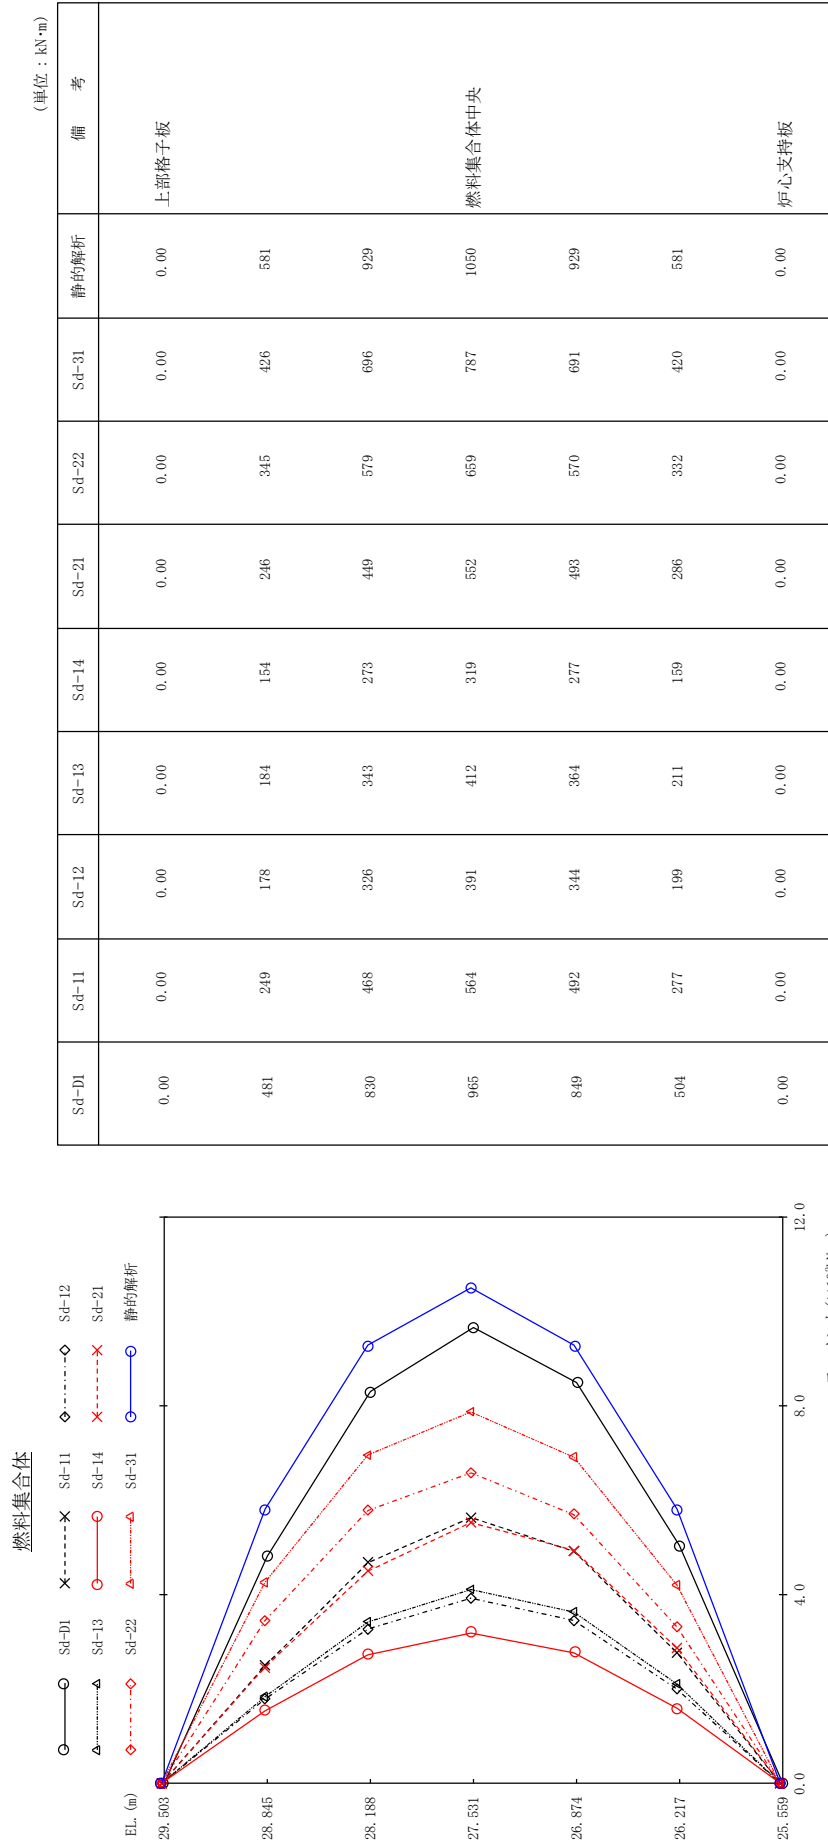 燃料集合体
Sd-D1 Sd-11 Sd-12
Sd-13 Sd-14 Sd-21
Sd-22 Sd-31 静的解析
EL.(m)
29.503
28.845
28.188
27.531
26.874
26.217
25.559
0.0 4.0 8.0 12.0
(単位:kN・m)
Sd-D1 Sd-11 Sd-12 Sd-13 Sd-14 Sd-21 Sd-22 Sd-31 静的解析 備 考
0.00 0.00 0.00 0.00 0.00 0.00 0.00 0.00 0.00 上部格子板
481 249 178 184 154 246 345 426 581
830 468 326 343 273 449 579 696 929
965 564 391 412 319 552 659 787 1050 燃料集合体中央
849 492 344 364 277 493 570 691 929
504 277 199 211 159 286 332 420 581
0.00 0.00 0.00 0.00 0.00 0.00 0.00 0.00 0.00 炉心支持板